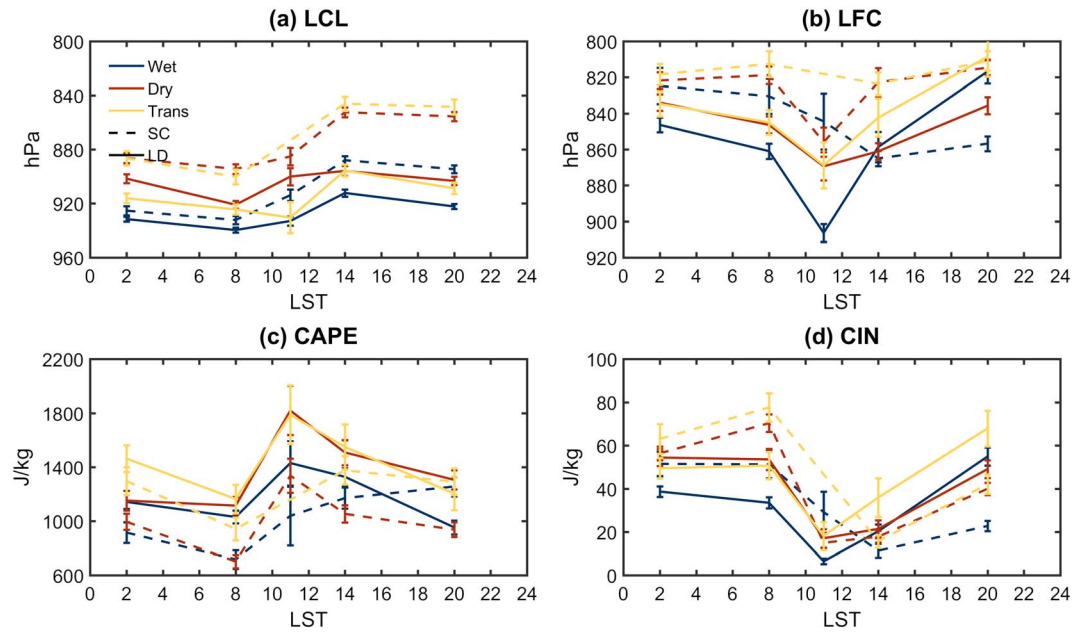 (a) LCL
800
840
880
920
960
hPa
Wet
Dry
Trans
SC
LD
0 2 4 6 8 10 12 14 16 18 20 22 24
LST
(b) LFC
800
820
840
860
880
900
920
hPa
0 2 4 6 8 10 12 14 16 18 20 22 24
LST
(c) CAPE
2200
1800
1400
1000
600
J/kg
0 2 4 6 8 10 12 14 16 18 20 22 24
LST
(d) CIN
100
80
60
40
20
0
J/kg
0 2 4 6 8 10 12 14 16 18 20 22 24
LST